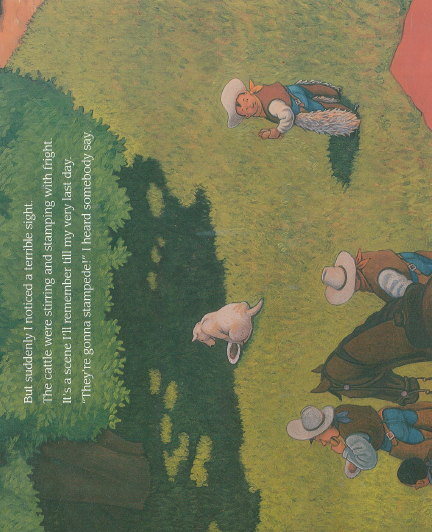 But suddenly I noticed a terrible sight.
The cattle were stirring and stamping with fright.
It's a scene I'll remember till my very last day.
"They're gonna stampede!" I heard somebody say.